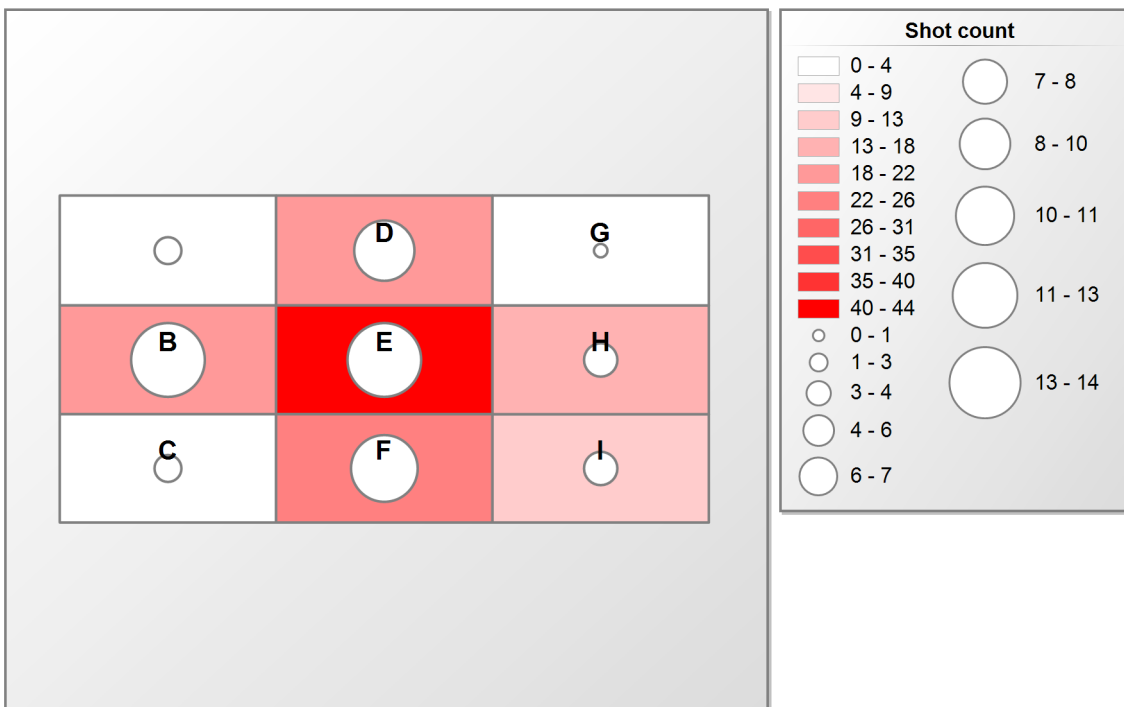 Shot count
D
G
B
E
H
C
F
I
0 - 4
4 - 9
9 - 13
13 - 18
18 - 22
22 - 26
26 - 31
31 - 35
35 - 40
40 - 44
0 - 1
1 - 3
3 - 4
4 - 6
6 - 7
7 - 8
8 - 10
10 - 11
11 - 13
13 - 14